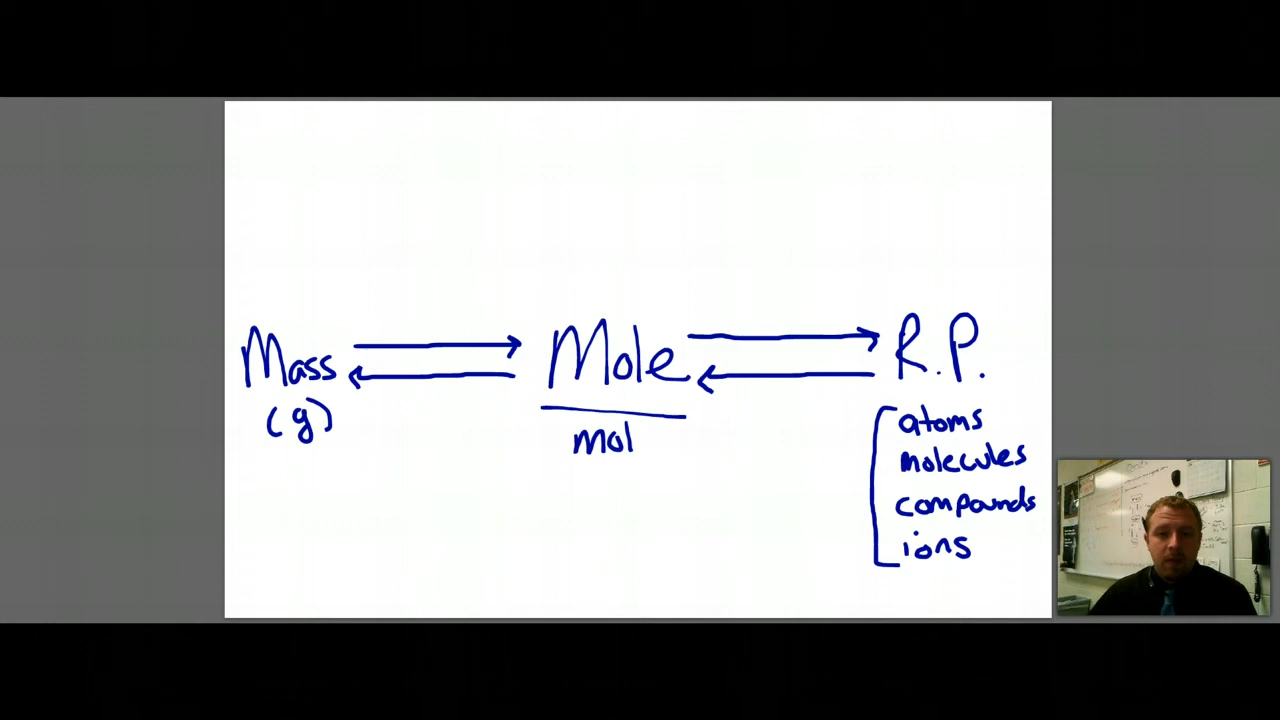 Mass Mole R.P.
(g) mol
atoms
molecules
compounds
ions